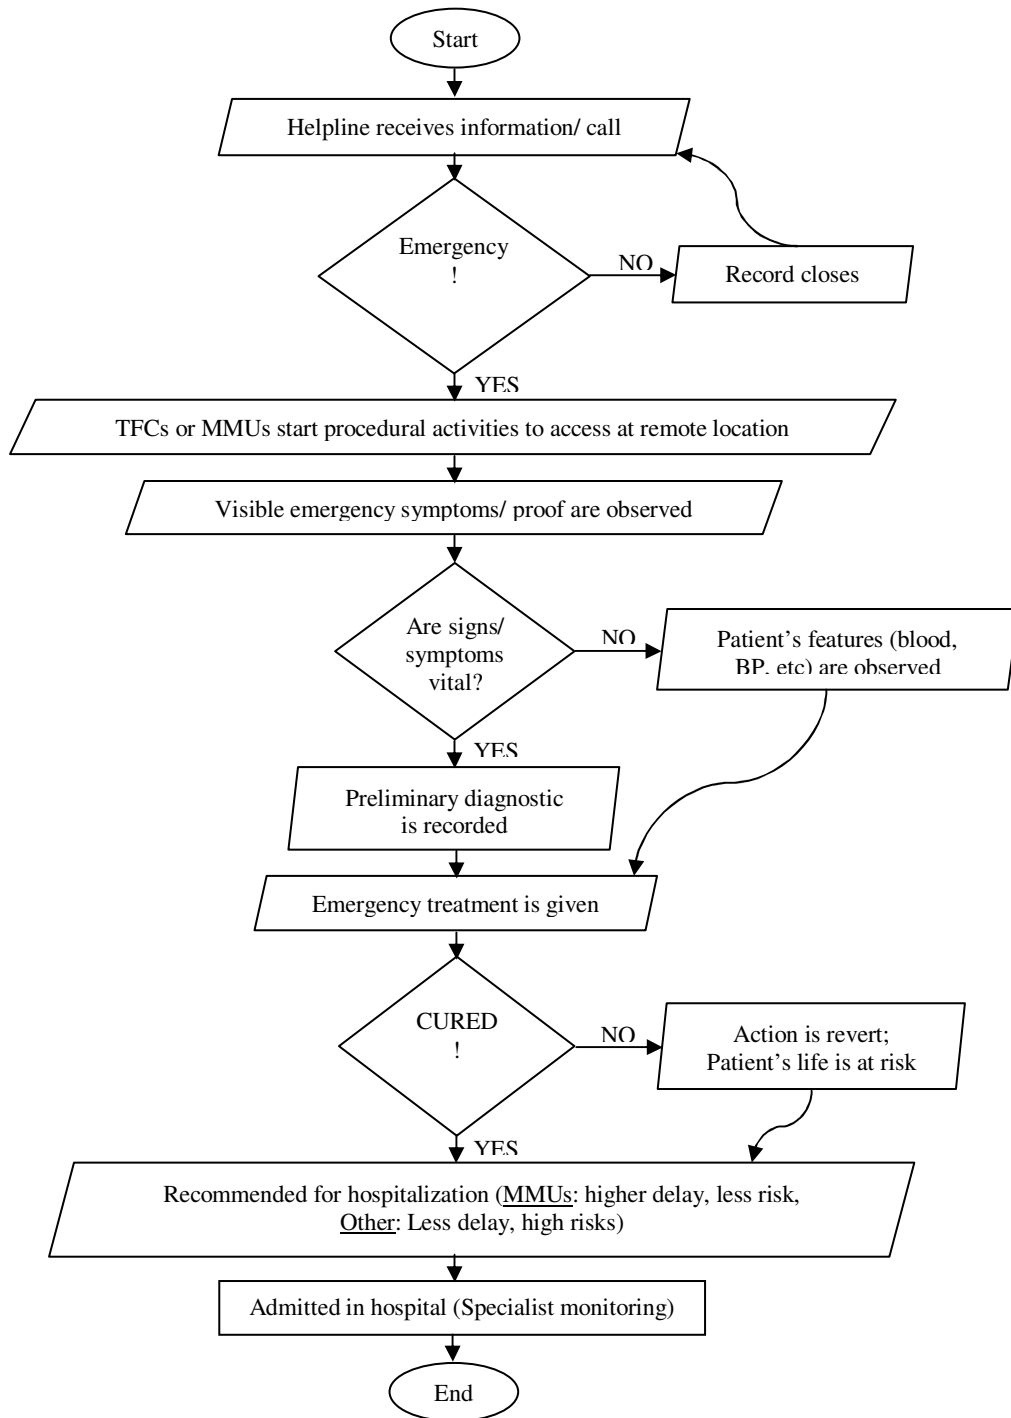 Start
Helpline receives information/ call
Emergency
!
NO
Record closes
YES
TFCs or MMUs start procedural activities to access at remote location
Visible emergency symptoms/ proof are observed
Are signs/
symptoms
vital?
NO
Patient’s features (blood,
BP, etc) are observed
YES
Preliminary diagnostic
is recorded
Emergency treatment is given
CURED
!
NO
Action is revert;
Patient’s life is at risk
YES
Recommended for hospitalization (MMUs: higher delay, less risk,
Other: Less delay, high risks)
Admitted in hospital (Specialist monitoring)
End